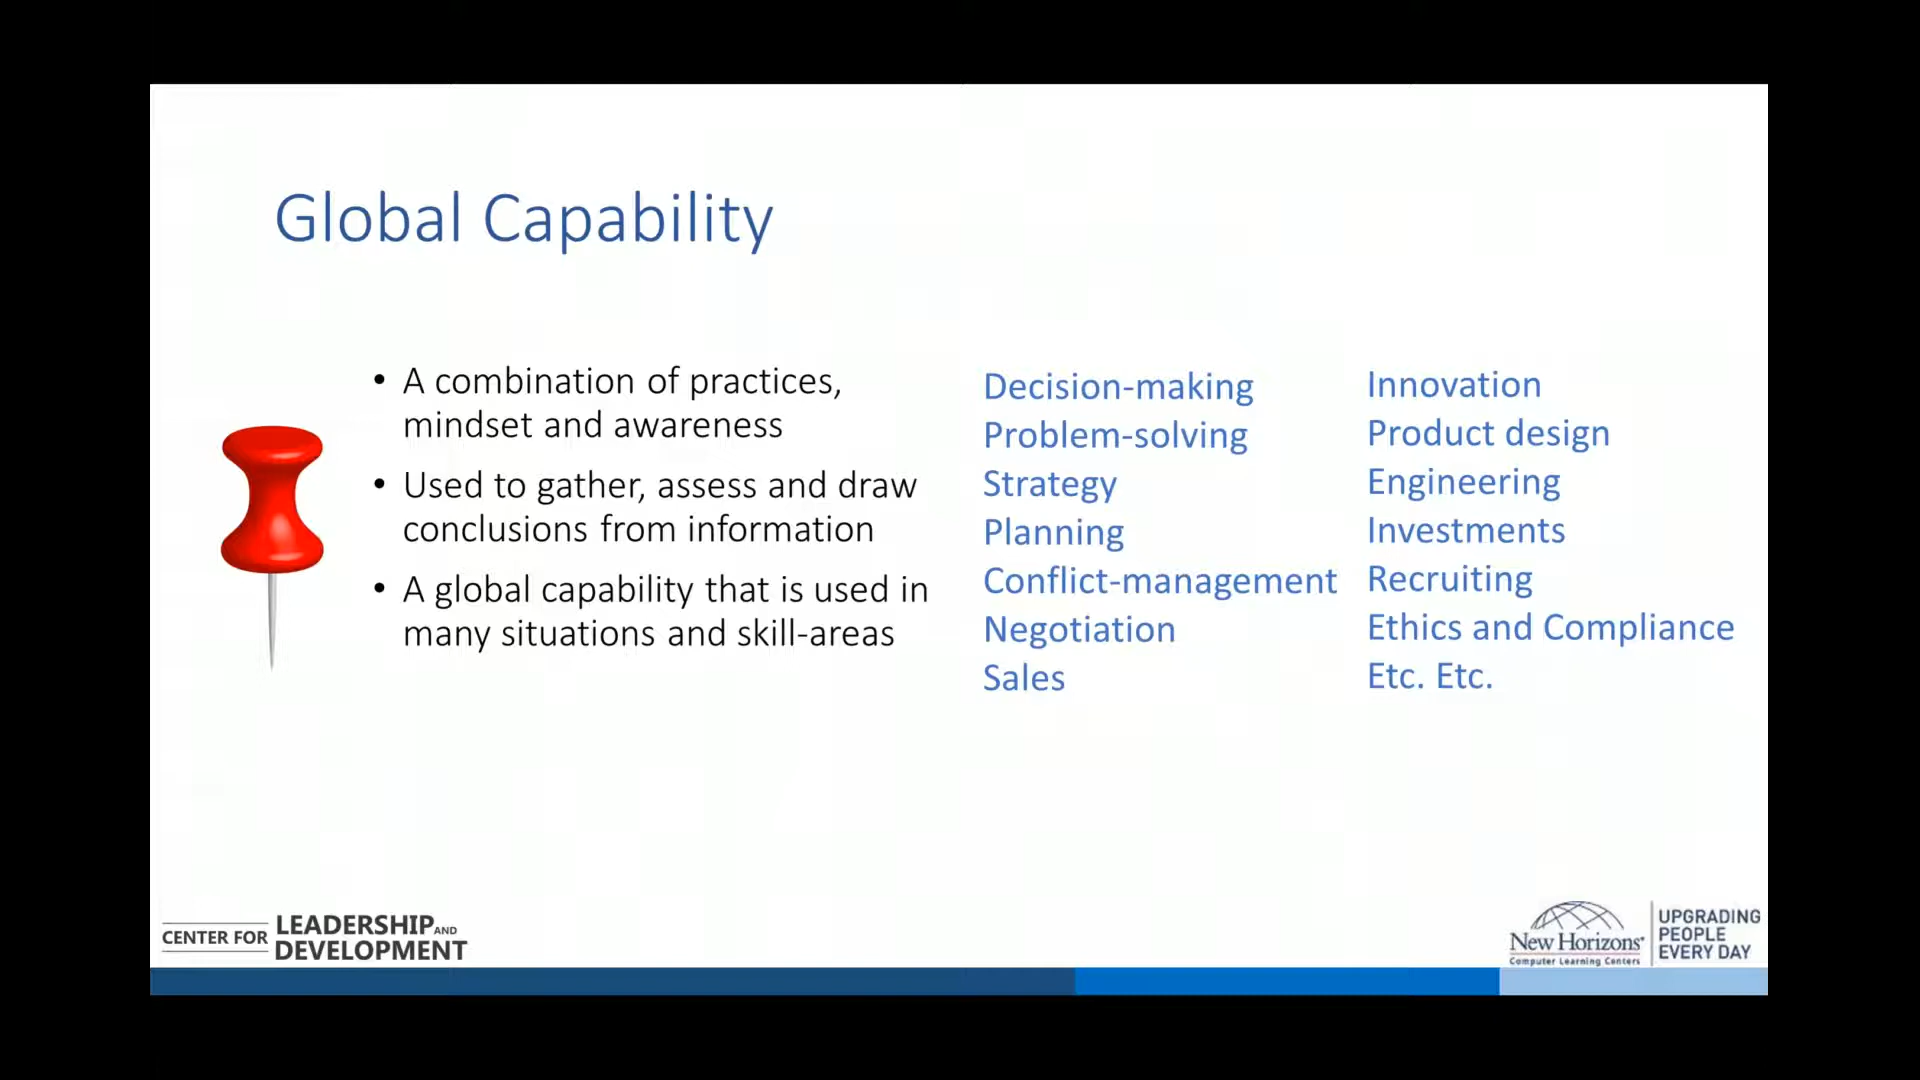 Global Capability
• A combination of practices,
mindset and awareness
• Used to gather, assess and draw
conclusions from information
• A global capability that is used in
many situations and skill-areas
Decision-making
Problem-solving
Strategy
Planning
Conflict-management
Negotiation
Sales
Innovation
Product design
Engineering
Investments
Recruiting
Ethics and Compliance
Etc. Etc.
CENTER FOR LEADERSHIP AND
DEVELOPMENT
New Horizons®
Computer Learning Centers
UPGRADING
PEOPLE
EVERY DAY